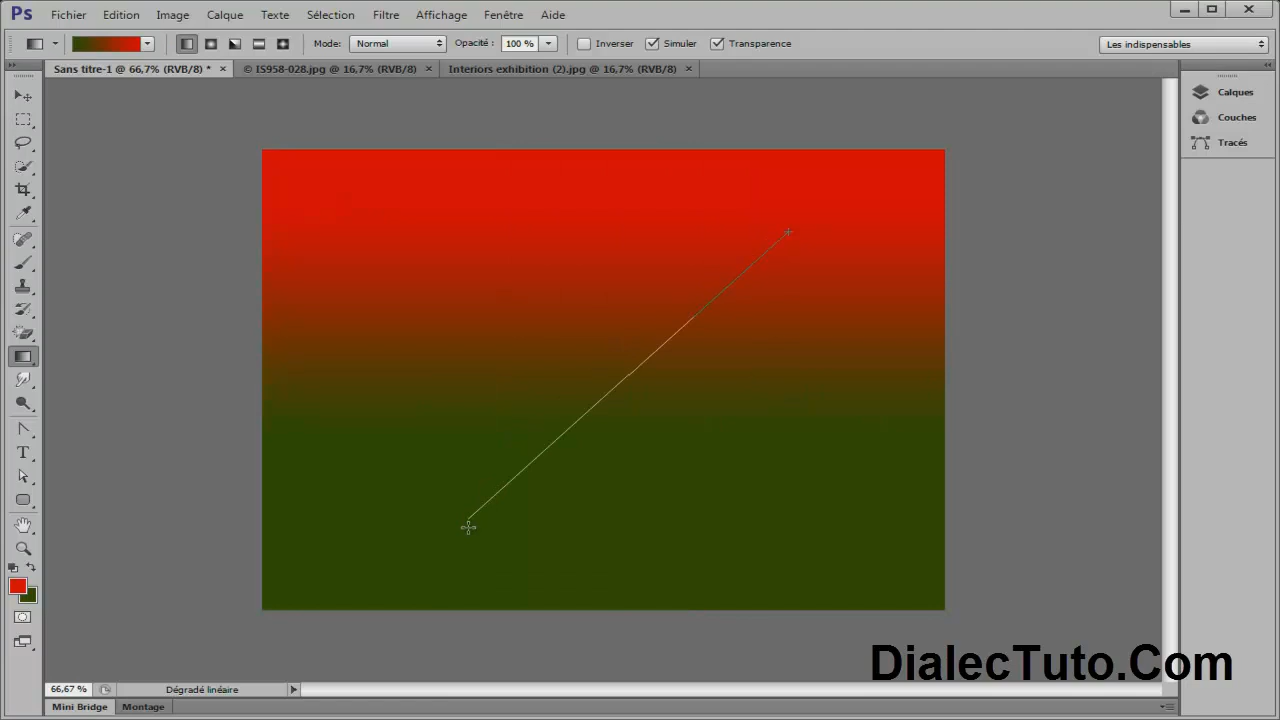 Ps Fichier Edition Image Calque Texte Sélection Filtre Affichage Fenêtre Aide
Mode: Normal Opacité : 100 % Inverser Simuler Transparence Les indispensables
Sans titre-1 @ 66,7% (RVB/8) * © IS958-028.jpg @ 16,7% (RVB/8) Interiors exhibition (2).jpg @ 16,7% (RVB/8)
Calques
Couches
Tracés
T
DialecTuto.Com
66,67 % Dégradé linéaire
Mini Bridge Montage